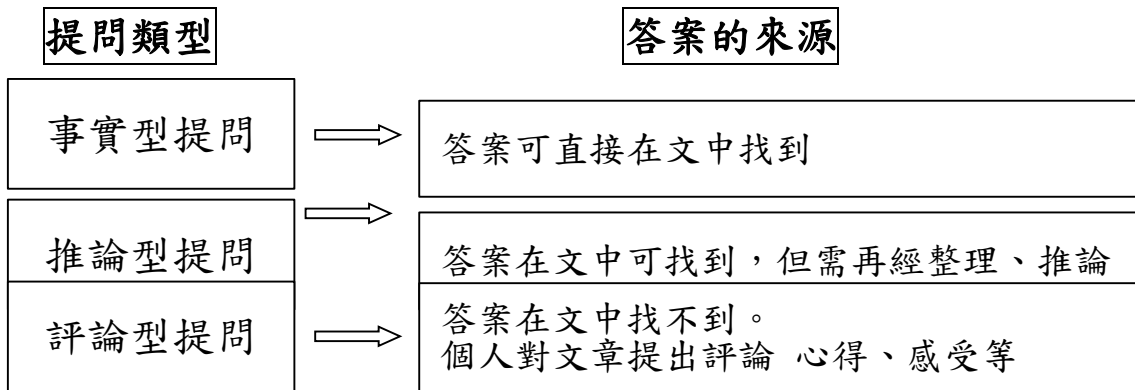 提問類型
答案的來源
事實型提問
答案可直接在文中找到
推論型提問
答案在文中可找到，但需再經整理、推論
評論型提問
答案在文中找不到。
個人對文章提出評論 心得、感受等